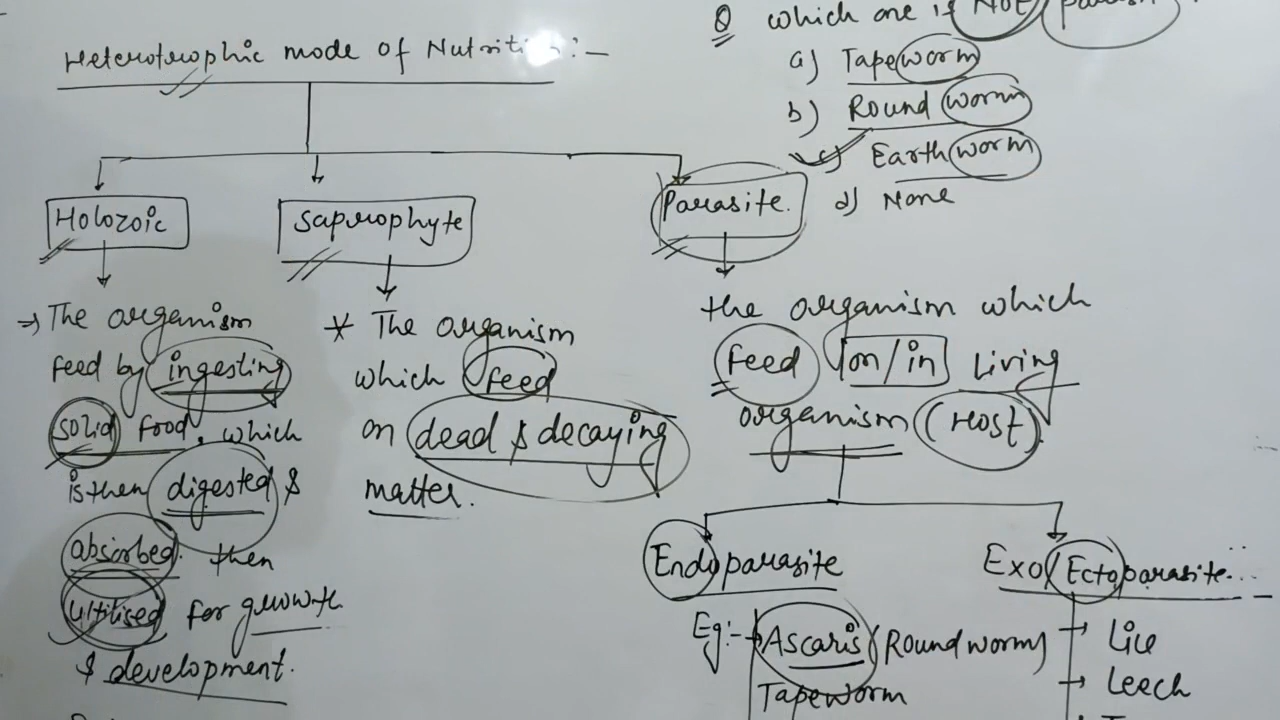 Heterotrophic mode of Nutriti :-
Q which one is NOT
a) Tapeworm
b) Round worm
c) Earthworm
d) None
Holozoic
Saprophyte
Parasite.
→ The organism
feed by ingesting
solid food, which
is then digested &
absorbed. then
Ultilised for growth
& development.
* The organism
which feed
on dead & decaying
matter.
the organism which
feed on/in Living
organism (Host).
Endoparasite
Eg:- Ascaris (Roundworm)
Tapeworm
Exo/Ectoparasite...
→ Lice
→ Leech